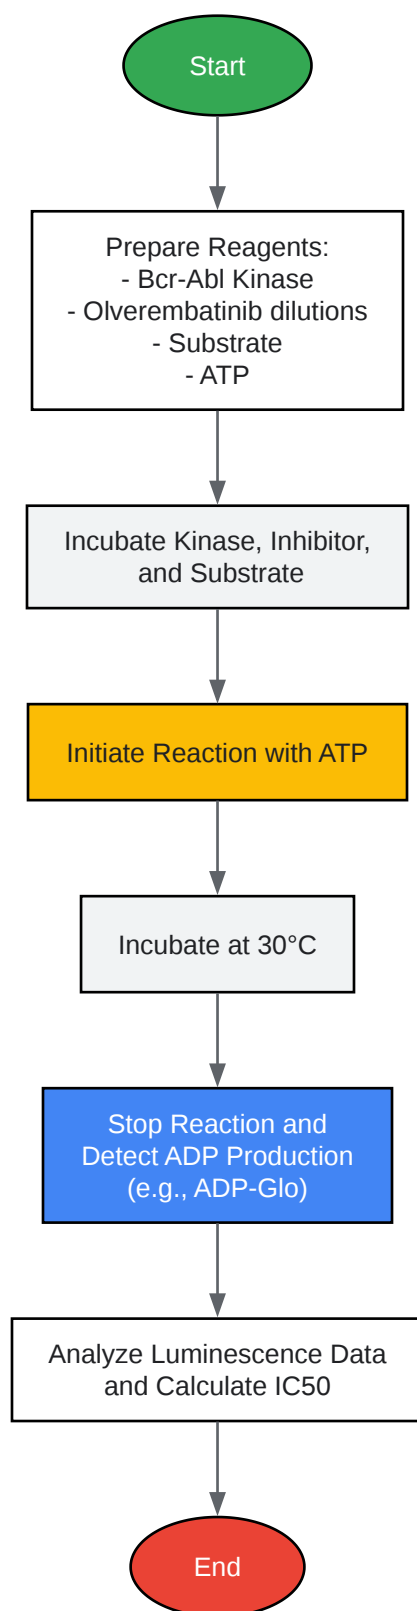 Start
Prepare Reagents:
- Bcr-Abl Kinase
- Olverembatinib dilutions
- Substrate
- ATP
Incubate Kinase, Inhibitor,
and Substrate
Initiate Reaction with ATP
Incubate at 30°C
Stop Reaction and
Detect ADP Production
(e.g., ADP-Glo)
Analyze Luminescence Data
and Calculate IC50
End